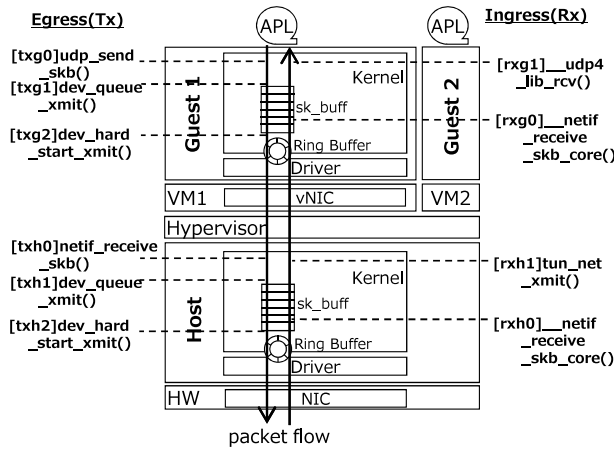 Egress(Tx)
APL
APL
Ingress(Rx)
[txg0]udp_send
_skb()
[txg1]dev_queue
_xmit()
[txg2]dev_hard
_start_xmit()
Guest 1
Kernel
sk_buff
Ring Buffer
Driver
Guest 2
[rxg1]__udp4
_lib_rcv()
[rxg0]__netif
_receive
_skb_core()
VM1
vNIC
VM2
Hypervisor
[txh0]netif_receive
_skb()
[txh1]dev_queue
_xmit()
[txh2]dev_hard
_start_xmit()
Host
Kernel
sk_buff
Ring Buffer
Driver
[rxh1]tun_net
_xmit()
[rxh0]__netif
_receive
_skb_core()
HW
NIC
packet flow